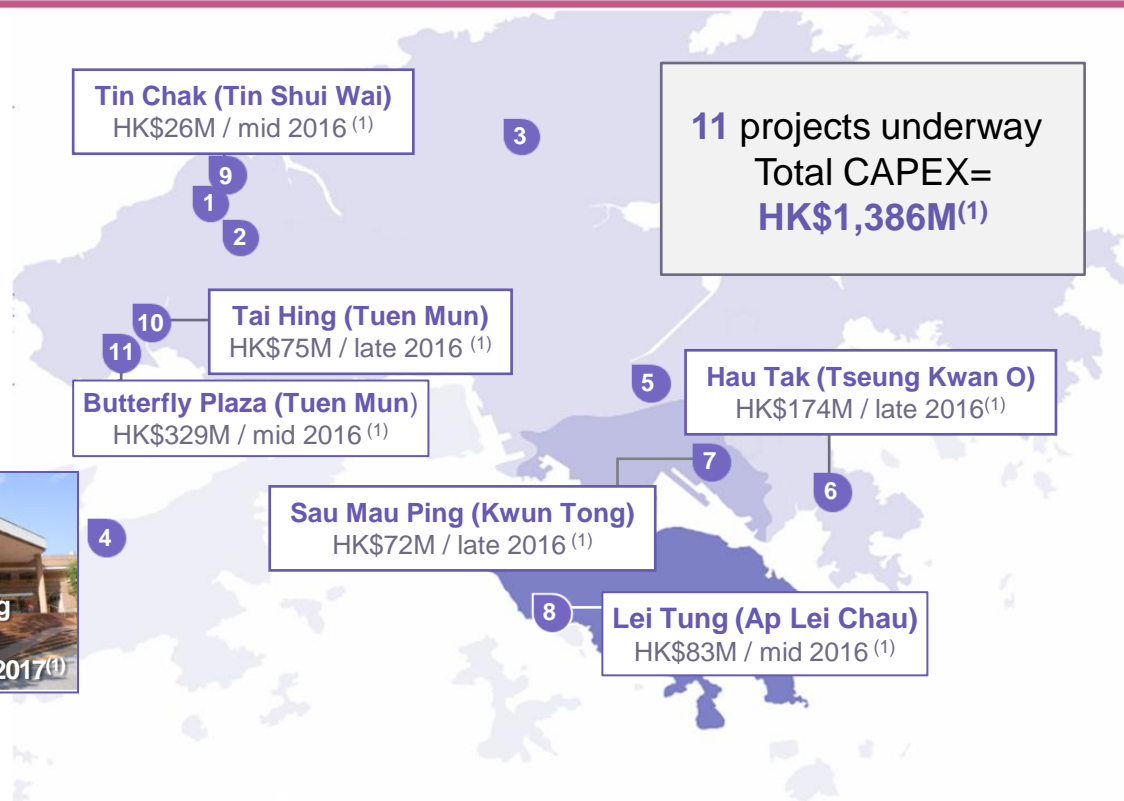 Tin Chak (Tin Shui Wai)
HK$26M / mid 2016 (1)
11 projects underway
Total CAPEX=
HK$1,386M(1)
3
9
1
2
10
Tai Hing (Tuen Mun)
HK$75M / late 2016 (1)
11
Butterfly Plaza (Tuen Mun)
HK$329M / mid 2016 (1)
5
Hau Tak (Tseung Kwan O)
HK$174M / late 2016(1)
7
6
Sau Mau Ping (Kwun Tong)
HK$72M / late 2016 (1)
4
2017(1)
8
Lei Tung (Ap Lei Chau)
HK$83M / mid 2016 (1)